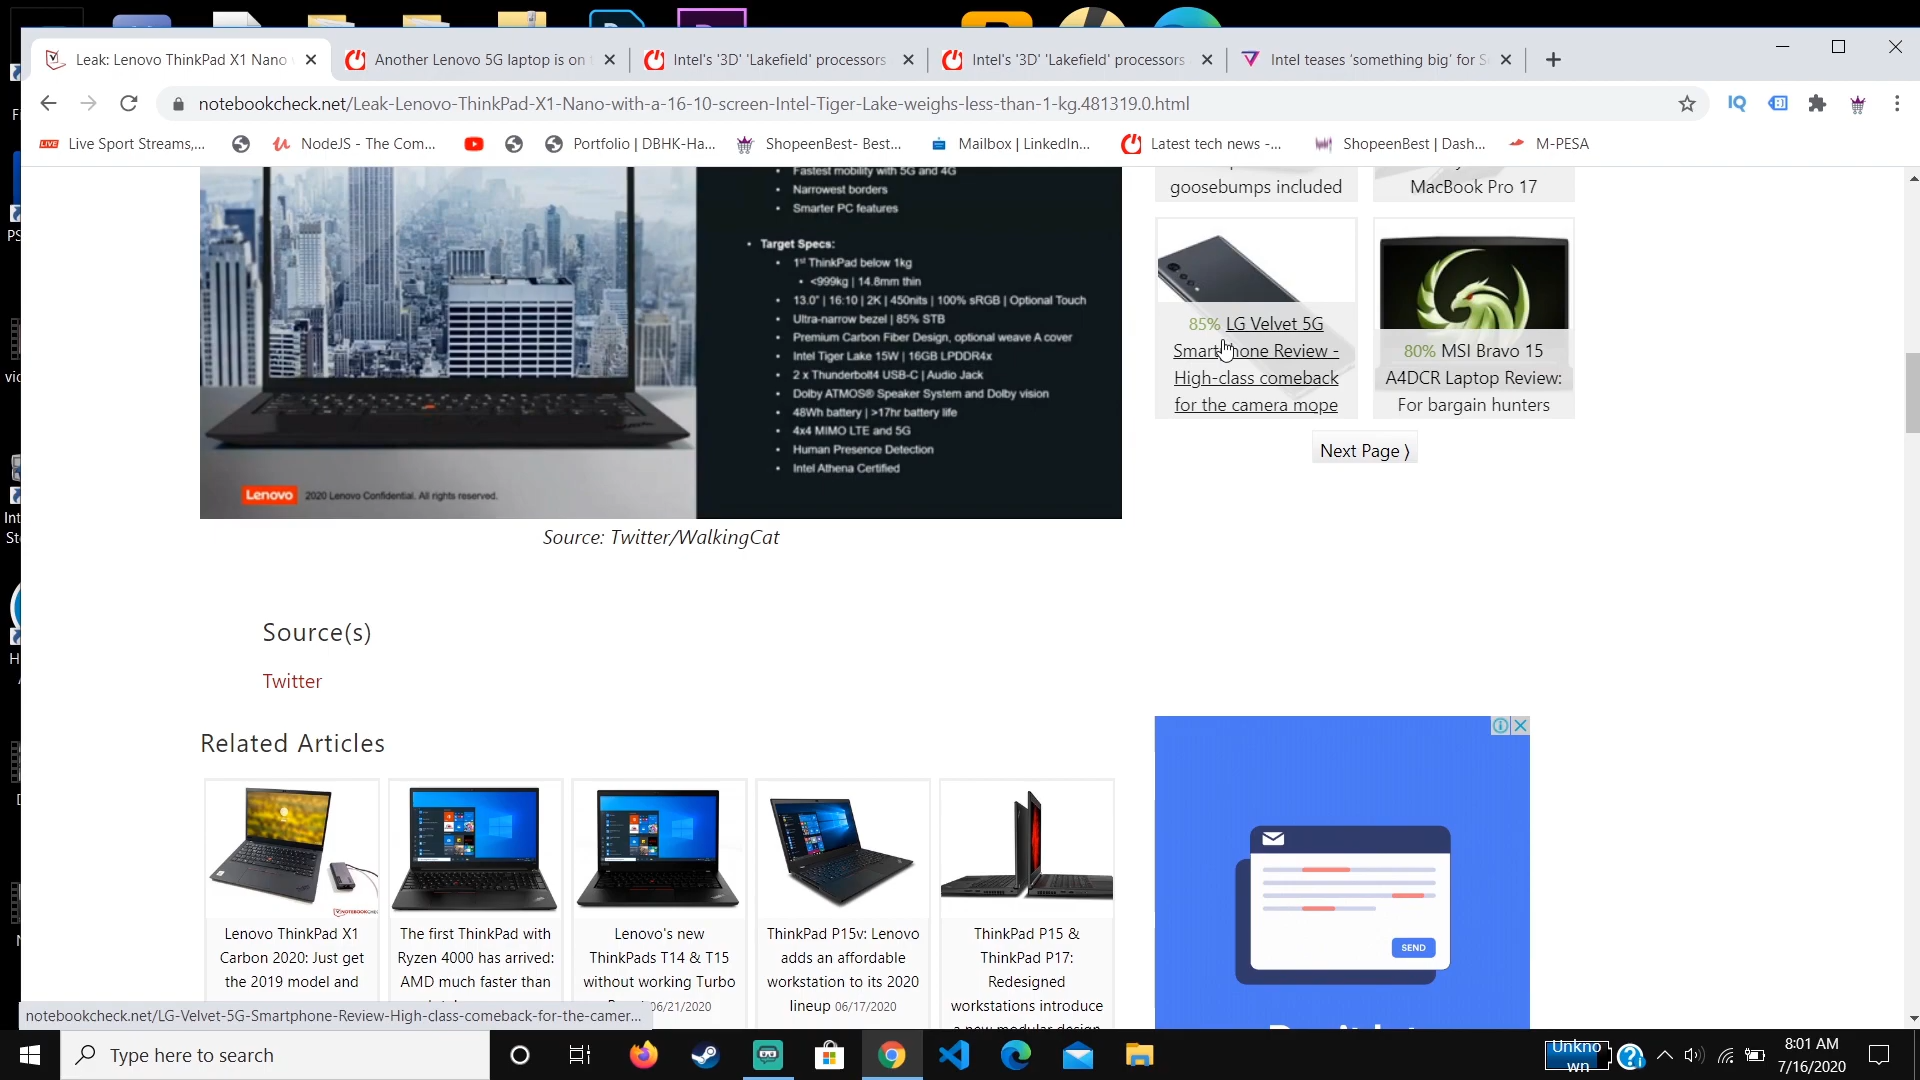 Leak: Lenovo ThinkPad X1 Nano
Another Lenovo 5G laptop is on
Intel's '3D' 'Lakefield' processors
Intel's '3D' 'Lakefield' processors
Intel teases 'something big' for
notebookcheck.net/Leak-Lenovo-ThinkPad-X1-Nano-with-a-16-10-screen-Intel-Tiger-Lake-weighs-less-than-1-kg.481319.0.html
IQ
LIVE Live Sport Streams,...
NodeJS - The Com...
Portfolio | DBHK-Ha...
ShopeenBest- Best...
Mailbox | LinkedIn...
Latest tech news -...
ShopeenBest | Dash...
M-PESA
• Fastest mobility with 5G and 4G
• Narrowest borders
• Smarter PC features
• Target Specs:
• 1st ThinkPad below 1kg
• <999kg | 14.8mm thin
• 13.0" | 16:10 | 2K | 450nits | 100% sRGB | Optional Touch
• Ultra-narrow bezel | 85% STB
• Premium Carbon Fiber Design, optional weave A cover
• Intel Tiger Lake 15W | 16GB LPDDR4x
• 2 x Thunderbolt4 USB-C | Audio Jack
• Dolby ATMOS® Speaker System and Dolby vision
• 48Wh battery | >17hr battery life
• 4x4 MIMO LTE and 5G
• Human Presence Detection
• Intel Athena Certified
Lenovo 2020 Lenovo Confidential. All rights reserved.
Source: Twitter/WalkingCat
goosebumps included
MacBook Pro 17
85% LG Velvet 5G
Smartphone Review -
High-class comeback
for the camera mope
80% MSI Bravo 15
A4DCR Laptop Review:
For bargain hunters
Next Page ⟩
Source(s)
Twitter
Related Articles
Lenovo ThinkPad X1
Carbon 2020: Just get
the 2019 model and
The first ThinkPad with
Ryzen 4000 has arrived:
AMD much faster than
Lenovo's new
ThinkPads T14 & T15
without working Turbo
06/21/2020
ThinkPad P15v: Lenovo
adds an affordable
workstation to its 2020
lineup 06/17/2020
ThinkPad P15 &
ThinkPad P17:
Redesigned
workstations introduce
a new modular design
SEND
notebookcheck.net/LG-Velvet-5G-Smartphone-Review-High-class-comeback-for-the-camer...
Type here to search
Unkno
wn
8:01 AM
7/16/2020